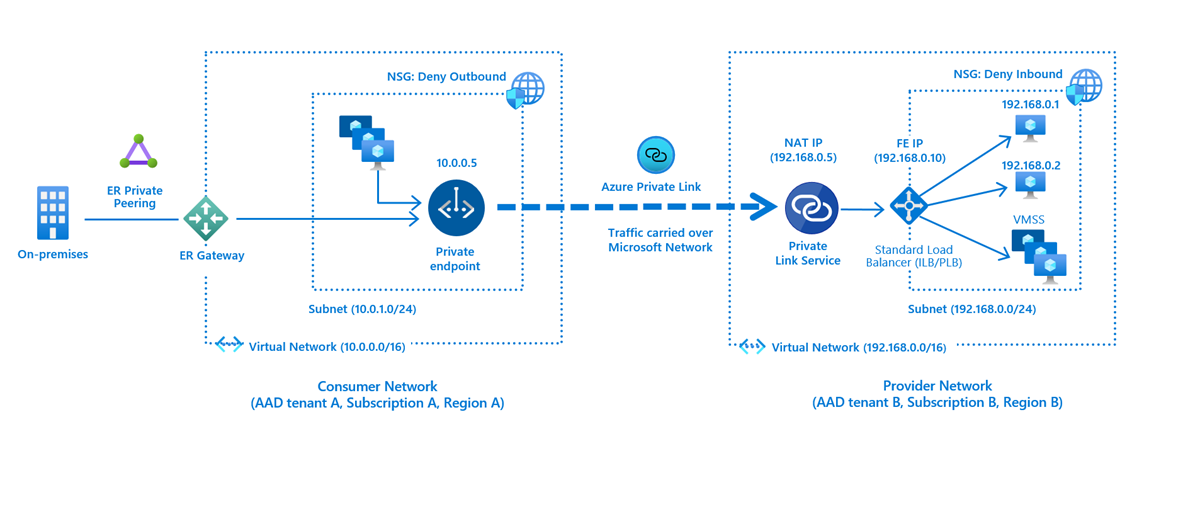 NSG: Deny Outbound
NSG: Deny Inbound
192.168.0.1
NAT IP
(192.168.0.5)
FE IP
(192.168.0.10)
10.0.0.5
192.168.0.2
ER Private
Peering
Azure Private Link
VMSS
Traffic carried over
Microsoft Network
On-premises
ER Gateway
Private
endpoint
Private
Link Service
Standard Load
Balancer (ILB/PLB)
Subnet (10.0.1.0/24)
Subnet (192.168.0.0/24)
Virtual Network (10.0.0.0/16)
Virtual Network (192.168.0.0/16)
Consumer Network
(AAD tenant A, Subscription A, Region A)
Provider Network
(AAD tenant B, Subscription B, Region B)